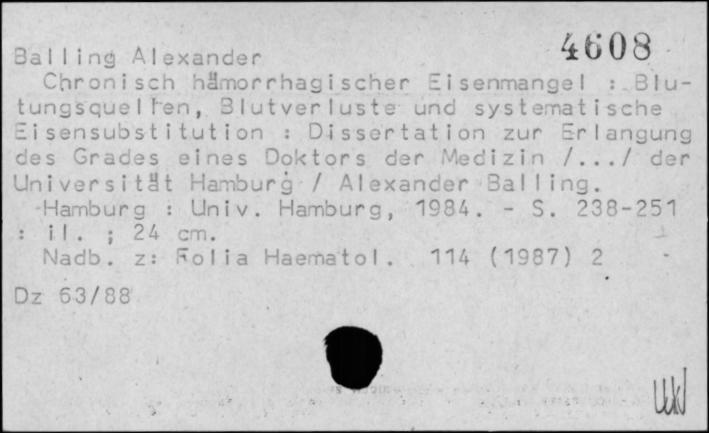 4608
Balling Alexander
Chronisch hämorrhagischer Eisenmangel : Blu-
tungsquellen, Blutverluste und systematische
Eisensubstitution : Dissertation zur Erlangung
des Grades eines Doktors der Medizin /.../ der
Universität Hamburg / Alexander Balling.
-Hamburg : Univ. Hamburg, 1984. - S. 238-251
: il. ; 24 cm.
Nadb. z: Folia Haematol. 114 (1987) 2
Dz 63/88